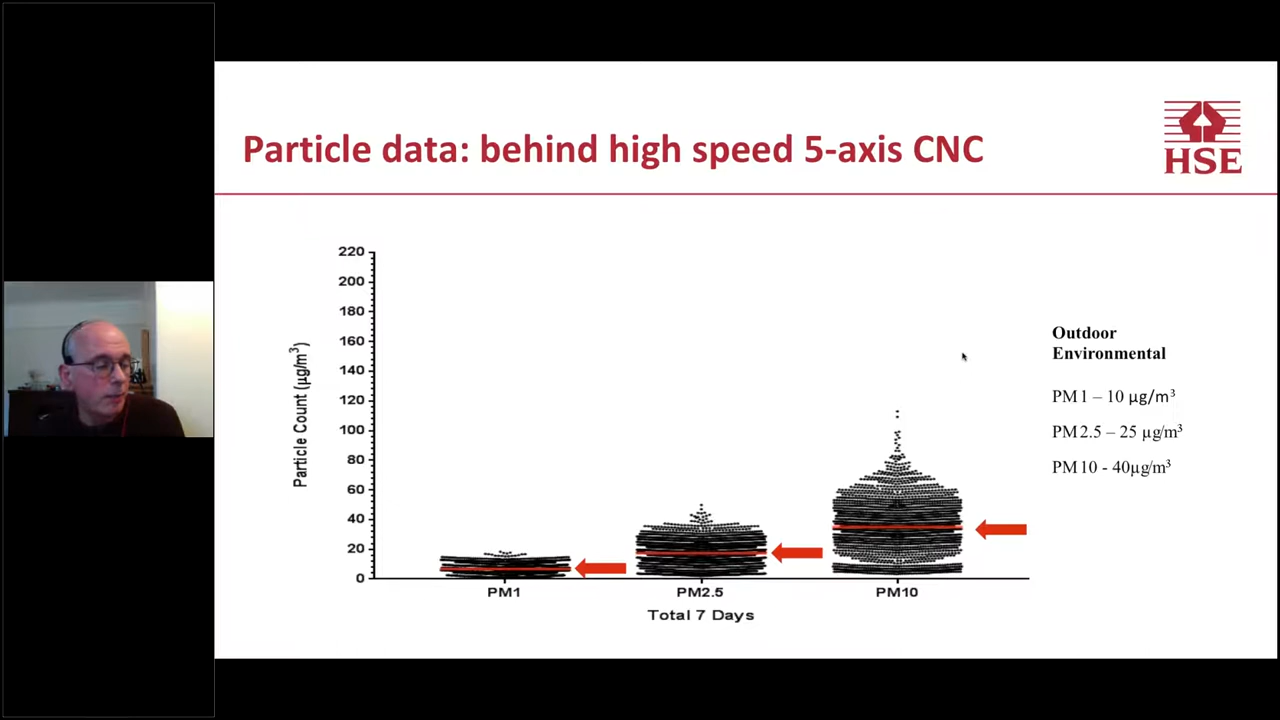 Particle data: behind high speed 5-axis CNC
HSE
220
200
180
160
140
120
100
80
60
40
20
0
Particle Count (µg/m³)
PM1
PM2.5
PM10
Total 7 Days
Outdoor
Environmental
PM1 – 10 µg/m³
PM2.5 – 25 µg/m³
PM10 - 40µg/m³